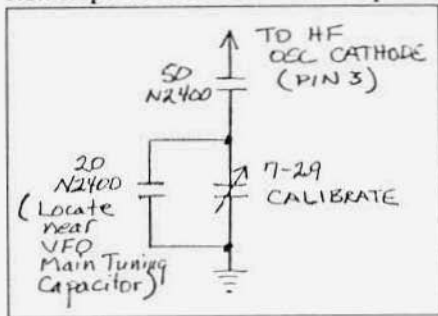 TO HF
OSC CATHODE
(PIN 3)
50
N2400
20
N2400
(Locate
near
VFO
Main Tuning
Capacitor)
7-29
CALIBRATE